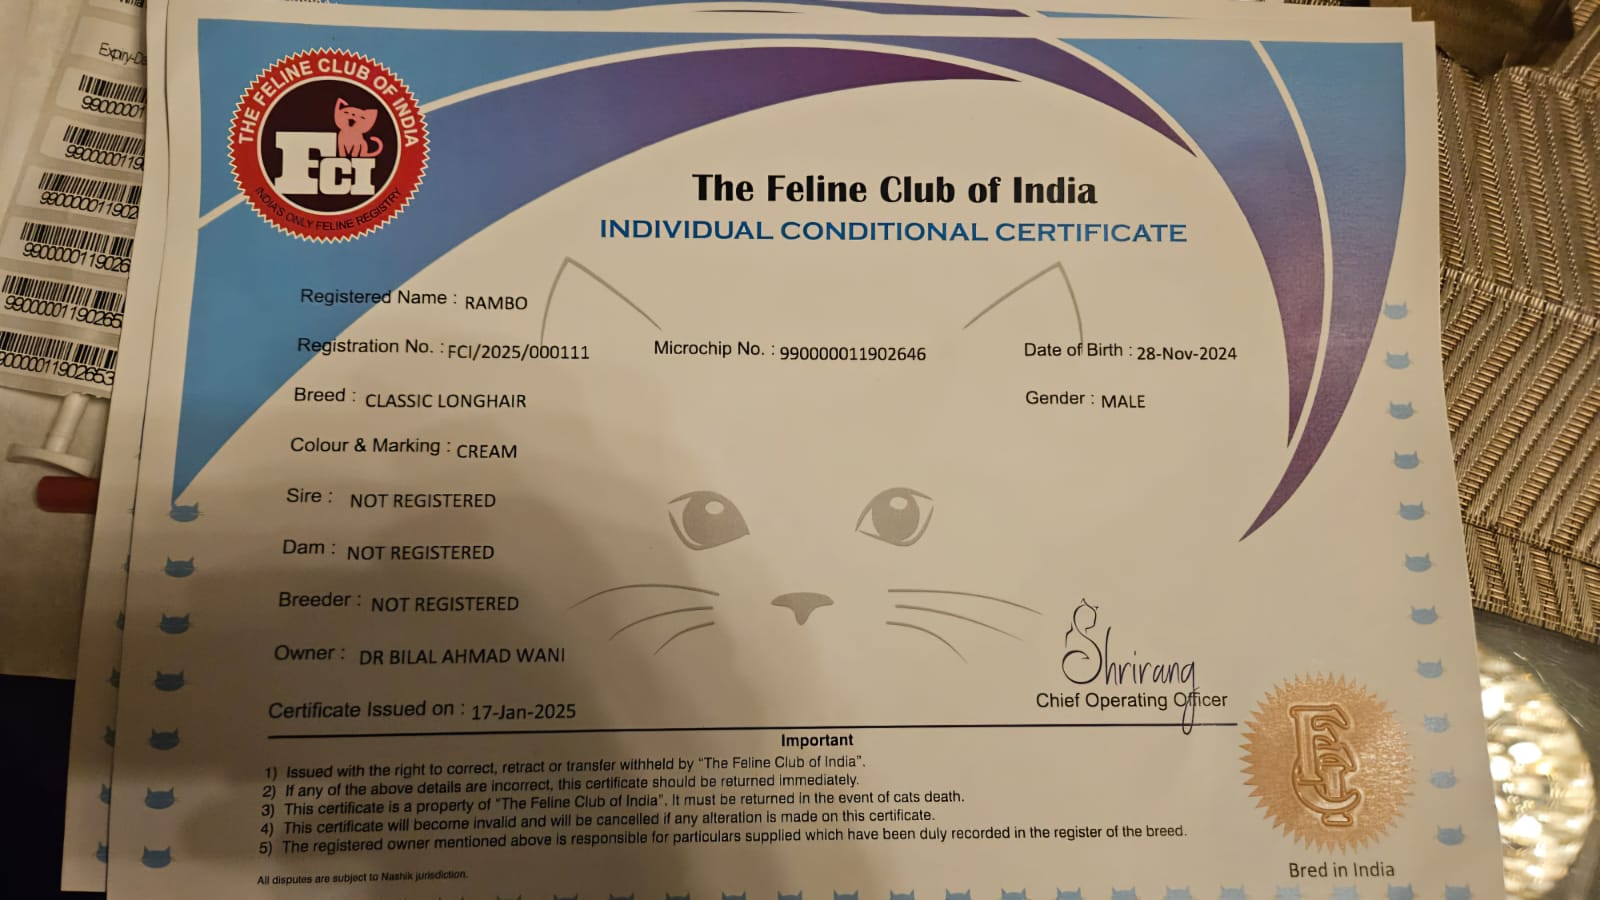 Expiry-Da
9900001
99000001190
9900000011902
99000001190265
990000011902653
THE FELINE CLUB OF INDIA
FCI
INDIA'S ONLY FELINE REGISTRY
The Feline Club of India
INDIVIDUAL CONDITIONAL CERTIFICATE
Registered Name : RAMBO
Registration No. : FCI/2025/000111 Microchip No. : 990000011902646 Date of Birth : 28-Nov-2024
Breed : CLASSIC LONGHAIR Gender : MALE
Colour & Marking : CREAM
Sire : NOT REGISTERED
Dam : NOT REGISTERED
Breeder : NOT REGISTERED
Owner : DR BILAL AHMAD WANI
Certificate Issued on : 17-Jan-2025
Shrirang
Chief Operating Officer
Important
1) Issued with the right to correct, retract or transfer withheld by “The Feline Club of India”.
2) If any of the above details are incorrect, this certificate should be returned immediately.
3) This certificate is a property of “The Feline Club of India”. It must be returned in the event of cats death.
4) This certificate will become invalid and will be cancelled if any alteration is made on this certificate.
5) The registered owner mentioned above is responsible for particulars supplied which have been duly recorded in the register of the breed.
All disputes are subject to Nashik jurisdiction.
FCI
Bred in India